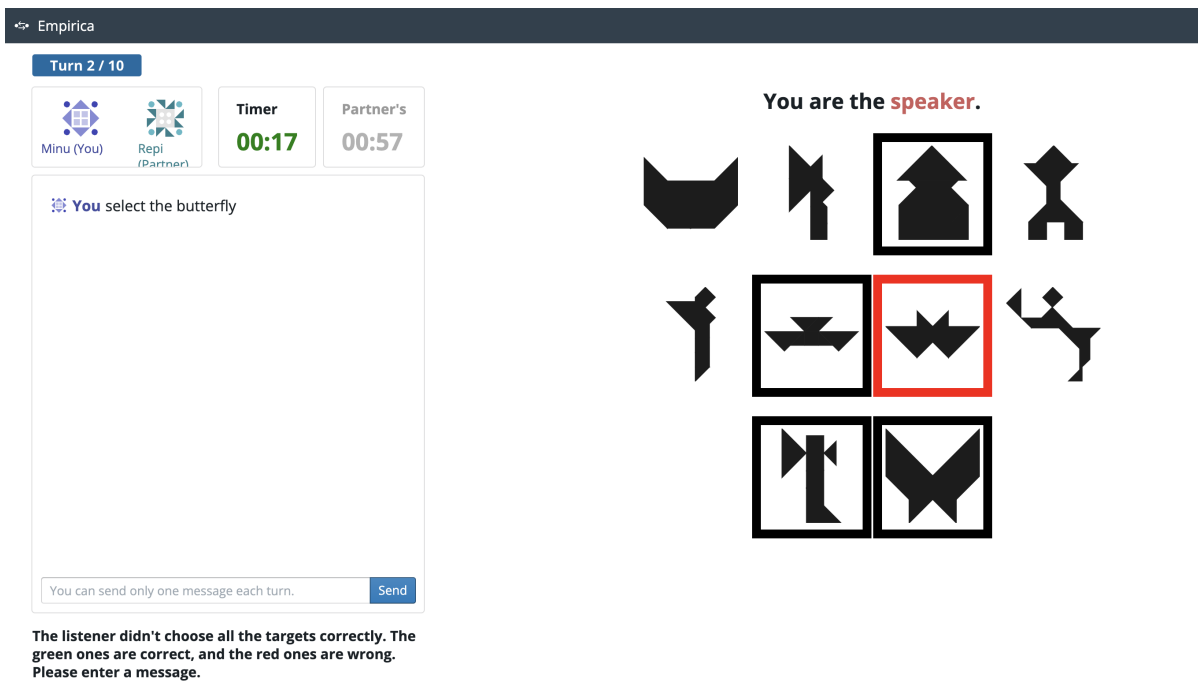 Empirica
Turn 2 / 10
Minu (You)
Repi
(Partner)
Timer
00:17
Partner's
00:57
You select the butterfly
You can send only one message each turn.
Send
The listener didn't choose all the targets correctly. The
green ones are correct, and the red ones are wrong.
Please enter a message.
You are the speaker.